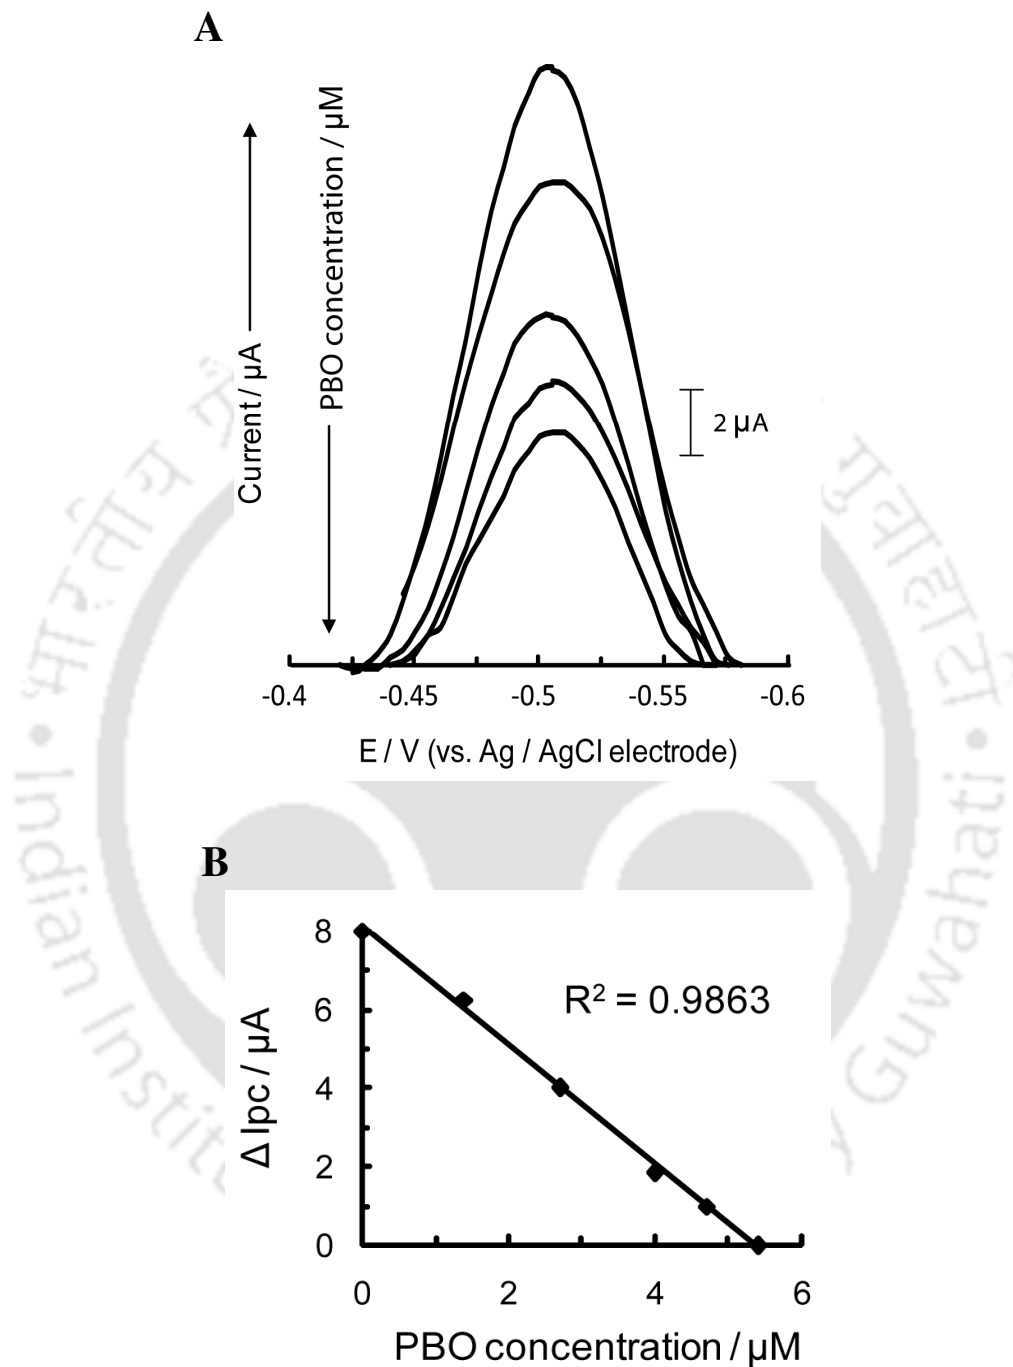 A
Current / µA
PBO concentration / µM
2 µA
-0.4 -0.45 -0.5 -0.55 -0.6
E / V (vs. Ag / AgCl electrode)
B
8
6
4
2
0
Δ Ipc / µA
R² = 0.9863
0 2 4 6
PBO concentration / µM
Indian Instit
Guwahati